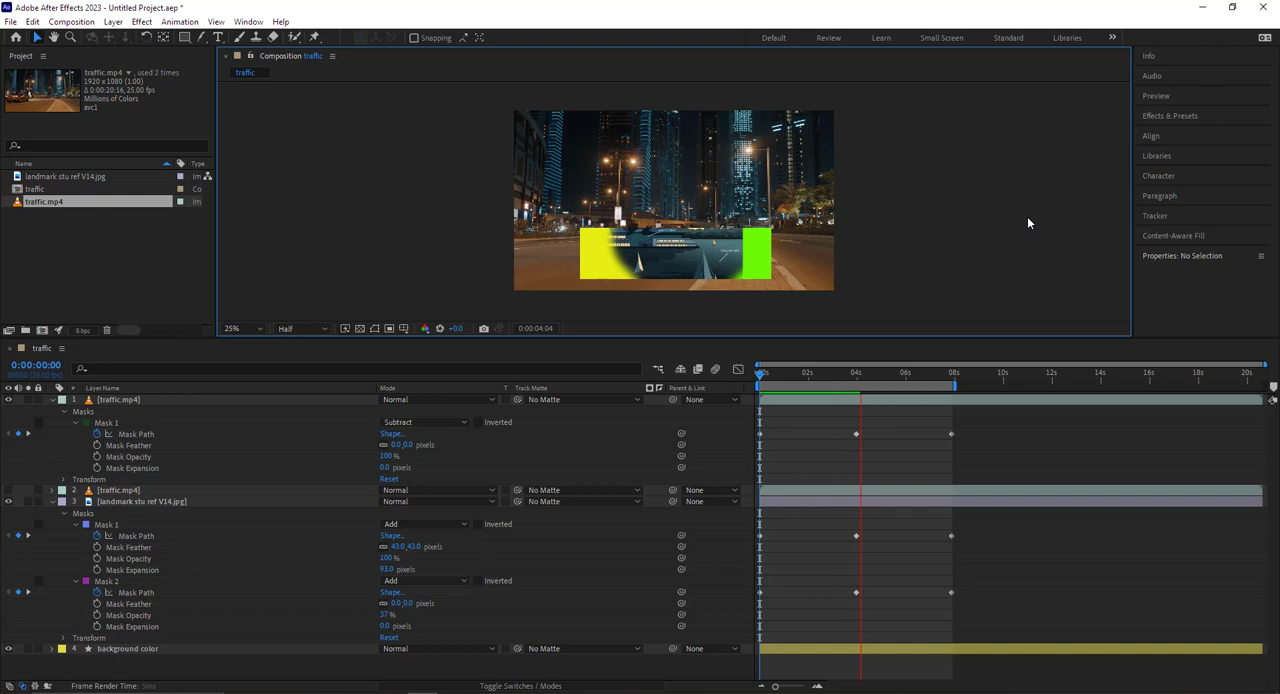 Adobe After Effects 2023 - Untitled Project.aep *
File Edit Composition Layer Effect Animation View Window Help
Snapping Default Review Learn Small Screen Standard Libraries
Project
traffic.mp4, used 2 times
1920 x 1080 (1.00)
Δ 0:00:20:16, 25.00 fps
Millions of Colors
avc1
Name Type
landmark stu ref V14.jpg Im
traffic Co
traffic.mp4 Im
8 bpc
Composition traffic
traffic
25% Half +0.0 0:00:04:04
Info
Audio
Preview
Effects & Presets
Align
Libraries
Character
Paragraph
Tracker
Content-Aware Fill
Properties: No Selection
traffic
0:00:00:00
00000 (25.00 fps)
# Layer Name Mode T Track Matte Parent & Link
00s 02s 04s 06s 08s 10s 12s 14s 16s 18s 20s
1 [traffic.mp4] Normal No Matte None
Masks
Mask 1 Subtract Inverted
Mask Path Shape...
Mask Feather 0.0,0.0 pixels
Mask Opacity 100 %
Mask Expansion 0.0 pixels
Transform Reset
2 [traffic.mp4] Normal No Matte None
3 [landmark stu ref V14.jpg] Normal No Matte None
Masks
Mask 1 Add Inverted
Mask Path Shape...
Mask Feather 43.0,43.0 pixels
Mask Opacity 100 %
Mask Expansion 93.0 pixels
Mask 2 Add Inverted
Mask Path Shape...
Mask Feather 0.0,0.0 pixels
Mask Opacity 37 %
Mask Expansion 0.0 pixels
Transform Reset
4 background color Normal No Matte None
Frame Render Time: 5ms Toggle Switches / Modes